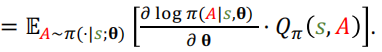 = 𝔼_{A∼π(·|s;θ)} [ ∂ log π(A|s,θ) / ∂ θ · Q_π(s, A) ].